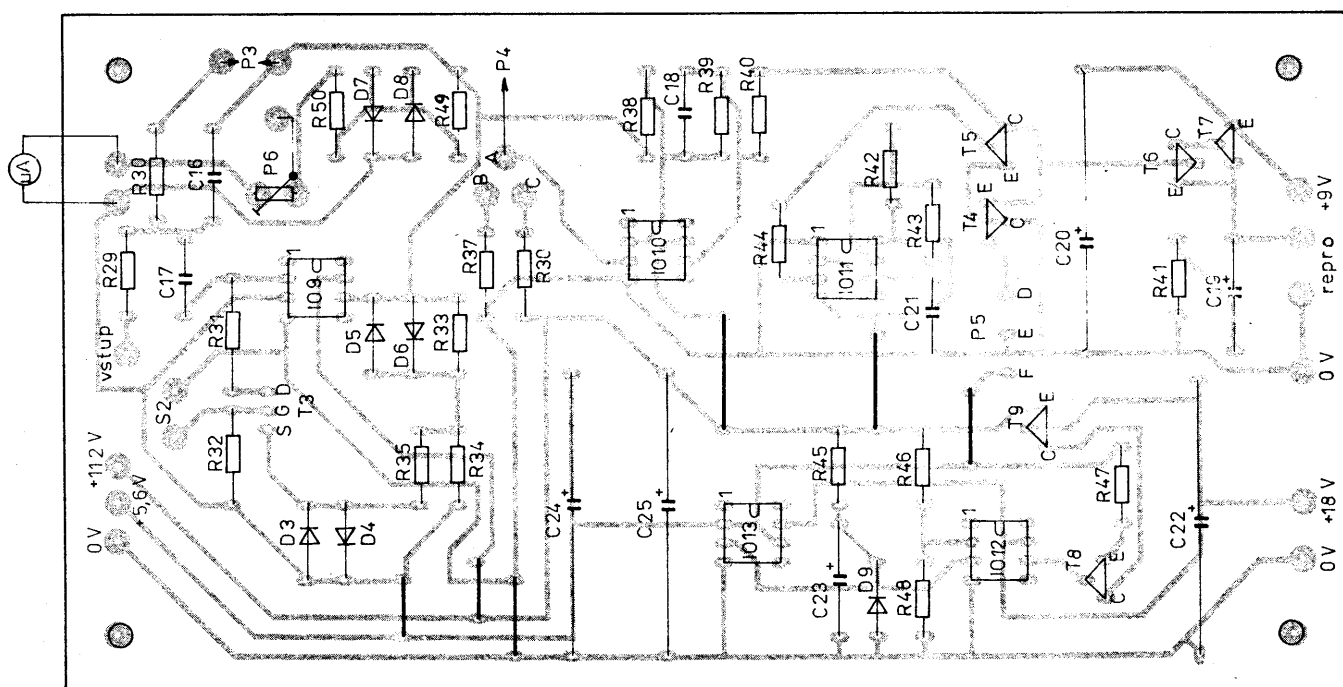 µA
P3
R30
C16
P6
R50
D7
D8
R49
P4
A
B
C
R38
C18
R39
R40
R42
T5
C
E
T4
E
C
R43
R44
T6
C
E
T7
E
+9V
R29
C17
R31
1
IO9
R37
R30
1
IO10
1
IO11
C21
C20
R41
C19
repro
vstup
D5
D6
R33
P5
F
E
D
0V
S2
S G D
T3
R32
R35
R34
T9
E
C
+112 V
+5,6V
0V
D3
D4
C24
C25
1
IO13
R45
R46
R47
1
IO12
C23
D9
R48
T8
E
C
C22
+18 V
0V